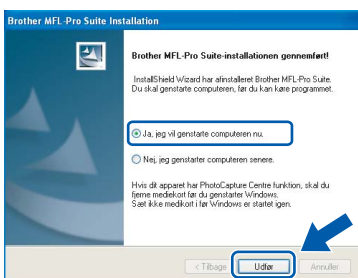 Brother MFL-Pro Suite Installation
Brother MFL-Pro Suite-installationen gennemført!
InstallShield Wizard har afinstalleret Brother MFL-Pro Suite.
Du skal genstarte computeren, før du kan køre programmet.
Ja, jeg vil genstarte computeren nu.
Nej, jeg genstarter computeren senere.
Hvis dit apparet har PhotoCapture Centre funktion, skal du
fjerne mediekort før du genstarter Windows.
Sæt ikke medikort i før Windows er startet igen.
< Tilbage Udfør Annuller